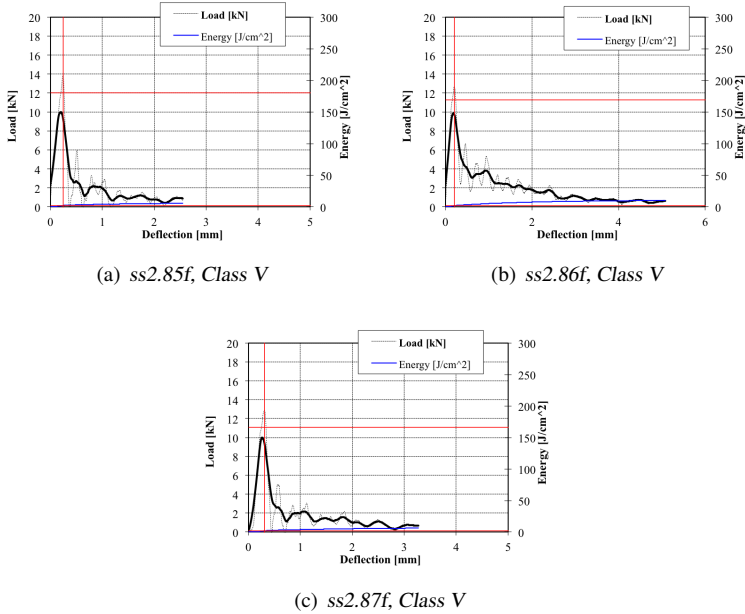 Load [kN]
Energy [J/cm^2]
20
18
16
14
12
10
8
6
4
2
0
300
250
200
150
100
50
0
0 1 2 3 4 5
Load [kN]
Energy [J/cm^2]
Deflection [mm]
(a) ss2.85f, Class V
Load [kN]
Energy [J/cm^2]
20
18
16
14
12
10
8
6
4
2
0
300
250
200
150
100
50
0
0 2 4 6
Load [kN]
Energy [J/cm^2]
Deflection [mm]
(b) ss2.86f, Class V
Load [kN]
Energy [J/cm^2]
20
18
16
14
12
10
8
6
4
2
0
300
250
200
150
100
50
0
0 1 2 3 4 5
Load [kN]
Energy [J/cm^2]
Deflection [mm]
(c) ss2.87f, Class V